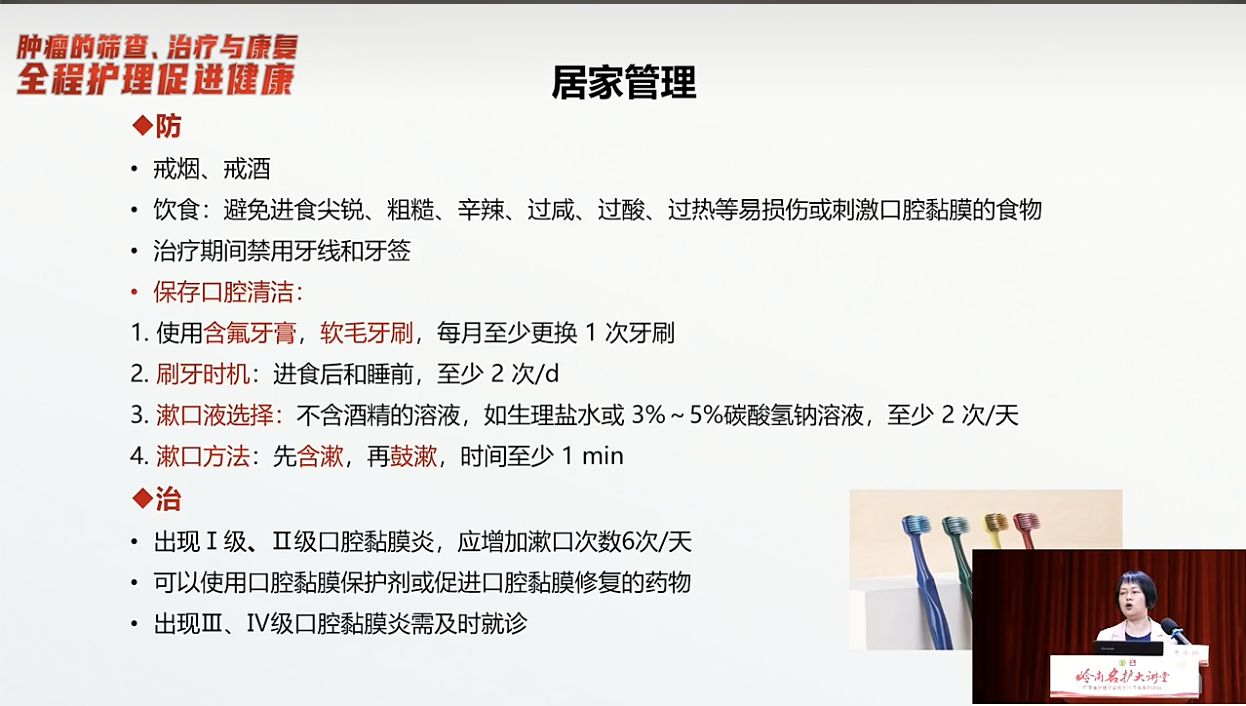 肿瘤的筛查、治疗与康复
全程护理促进健康
居家管理
◆防
• 戒烟、戒酒
• 饮食：避免进食尖锐、粗糙、辛辣、过咸、过酸、过热等易损伤或刺激口腔黏膜的食物
• 治疗期间禁用牙线和牙签
• 保存口腔清洁：
1. 使用含氟牙膏，软毛牙刷，每月至少更换 1 次牙刷
2. 刷牙时机：进食后和睡前，至少 2 次/d
3. 漱口液选择：不含酒精的溶液，如生理盐水或 3%～5%碳酸氢钠溶液，至少 2 次/天
4. 漱口方法：先含漱，再鼓漱，时间至少 1 min
◆治
• 出现Ⅰ级、Ⅱ级口腔黏膜炎，应增加漱口次数6次/天
• 可以使用口腔黏膜保护剂或促进口腔黏膜修复的药物
• 出现Ⅲ、Ⅳ级口腔黏膜炎需及时就诊
岭南名护大讲堂